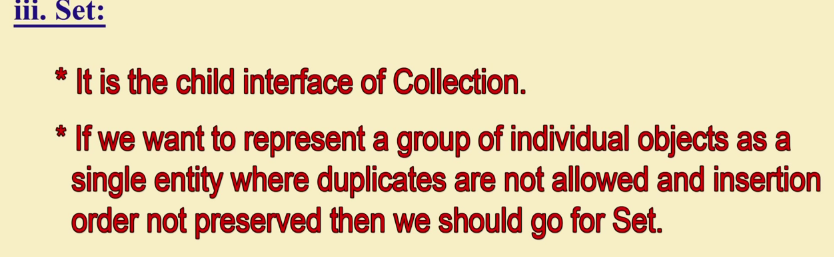 iii. Set:
* It is the child interface of Collection.
* If we want to represent a group of individual objects as a
single entity where duplicates are not allowed and insertion
order not preserved then we should go for Set.